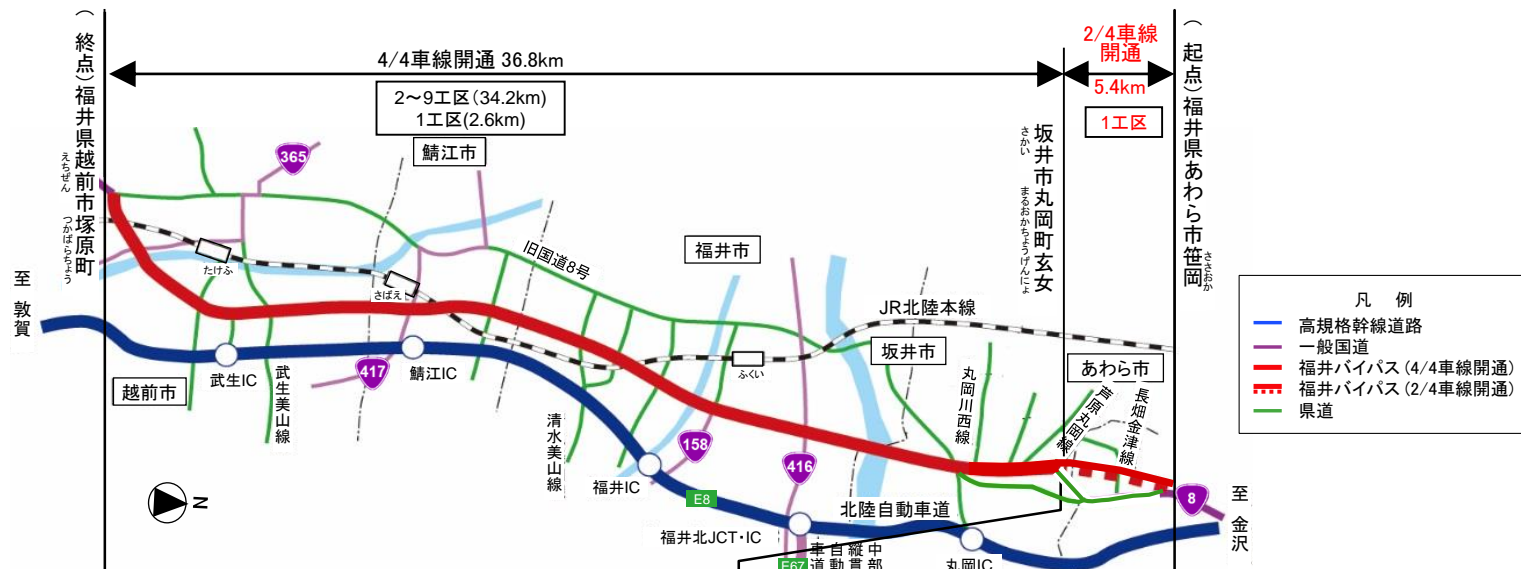 (終点)福井県越前市塚原町
えちぜん
つかばらちょう
4/4車線開通 36.8km
2～9工区(34.2km)
1工区(2.6km)
2/4車線
開通
5.4km
1工区
(起点)福井県あわら市笹岡
ささおか
坂井市丸岡町玄女
さかい
まるおかちょうげんにょ
365
鯖江市
旧国道8号
福井市
たけふ
さばえ
ふくい
JR北陸本線
坂井市
丸岡川西線
あわら市
芦原丸岡線
長畑金津線
至 敦賀
越前市
武生IC
武生美山線
417
鯖江IC
清水美山線
福井IC
158
E8
416
福井北JCT・IC
E67
中部
縦貫
自動
車道
北陸自動車道
丸岡IC
8
至 金沢
N
凡 例
高規格幹線道路
一般国道
福井バイパス(4/4車線開通)
福井バイパス(2/4車線開通)
県道